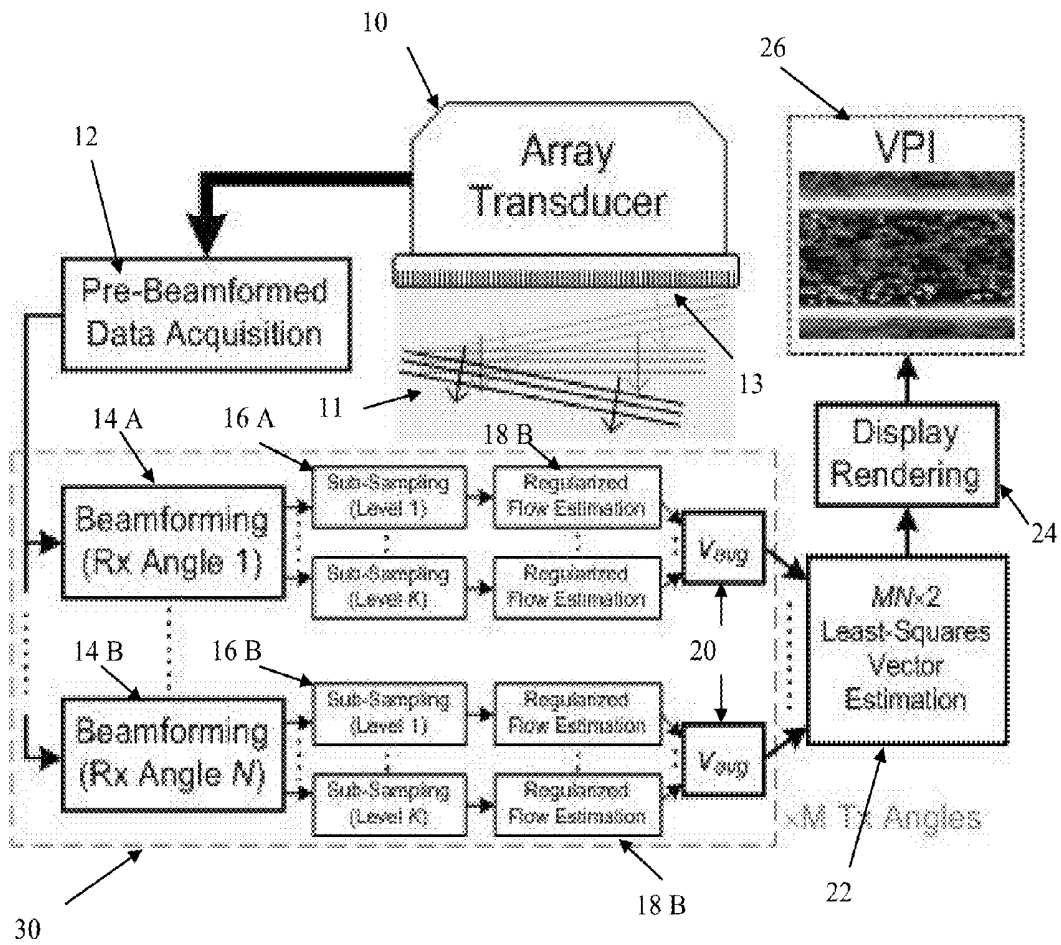 10
26
12
Array
Transducer
VPI
Pre-Beamformed
Data Acquisition
11
13
14 A
16 A
18 B
Display
Rendering
24
Beamforming
(Rx Angle 1)
Sub-Sampling
(Level 1)
Regularized
Flow Estimation
Sub-Sampling
(Level K)
Regularized
Flow Estimation
Vavg
MN×2
Least-Squares
Vector
Estimation
20
14 B
16 B
Beamforming
(Rx Angle N)
Sub-Sampling
(Level 1)
Regularized
Flow Estimation
Sub-Sampling
(Level K)
Regularized
Flow Estimation
Vavg
×M Tx Angles
22
30
18 B